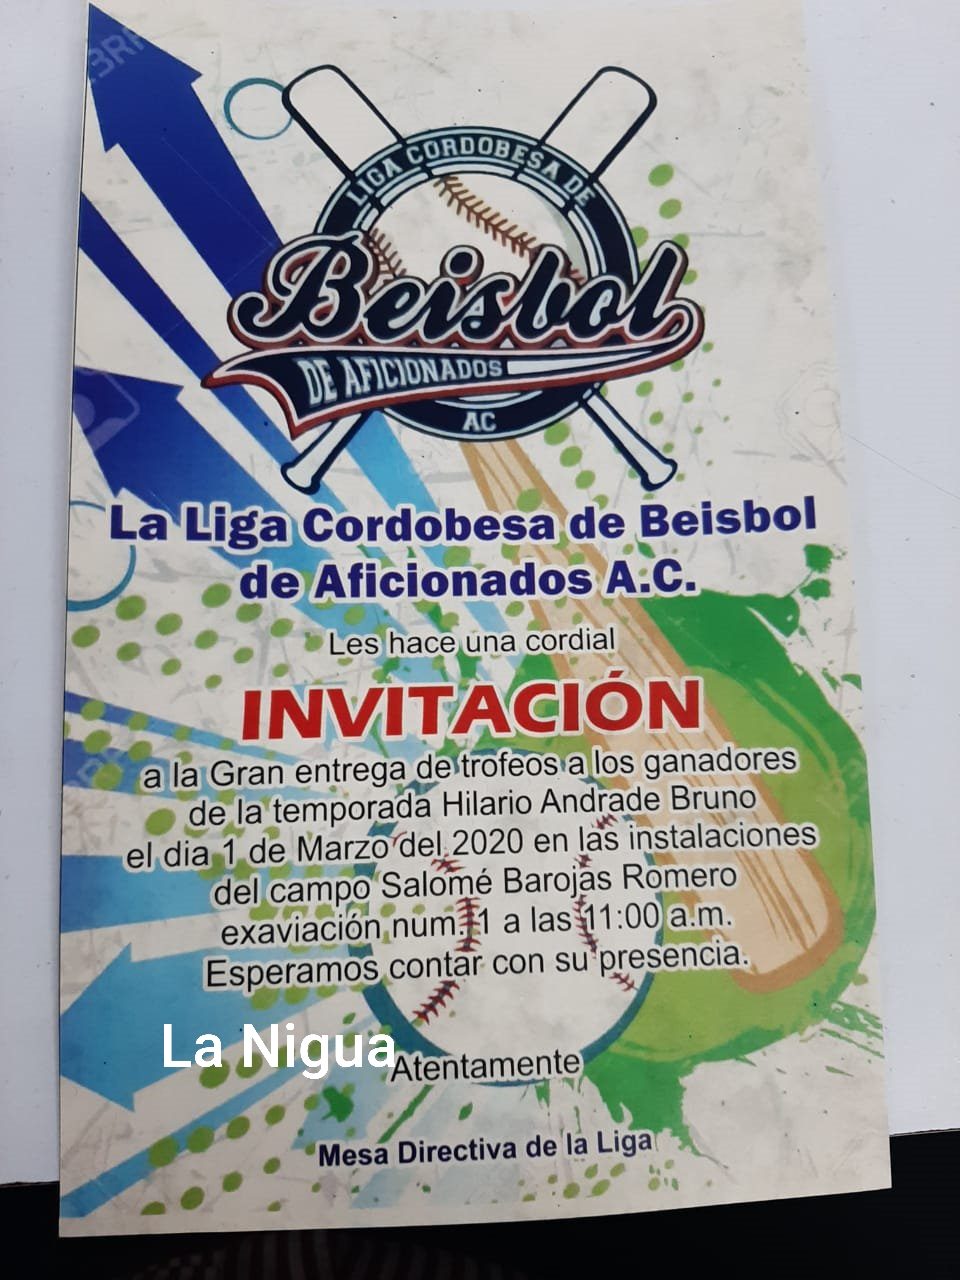 LIGA CORDOBESA DE
Beisbol
DE AFICIONADOS
AC
La Liga Cordobesa de Beisbol
de Aficionados A.C.
Les hace una cordial
INVITACIÓN
a la Gran entrega de trofeos a los ganadores
de la temporada Hilario Andrade Bruno
el dia 1 de Marzo del 2020 en las instalaciones
del campo Salomé Barojas Romero
exaviación num. 1 a las 11:00 a.m.
Esperamos contar con su presencia.
La Nigua
Atentamente
Mesa Directiva de la Liga